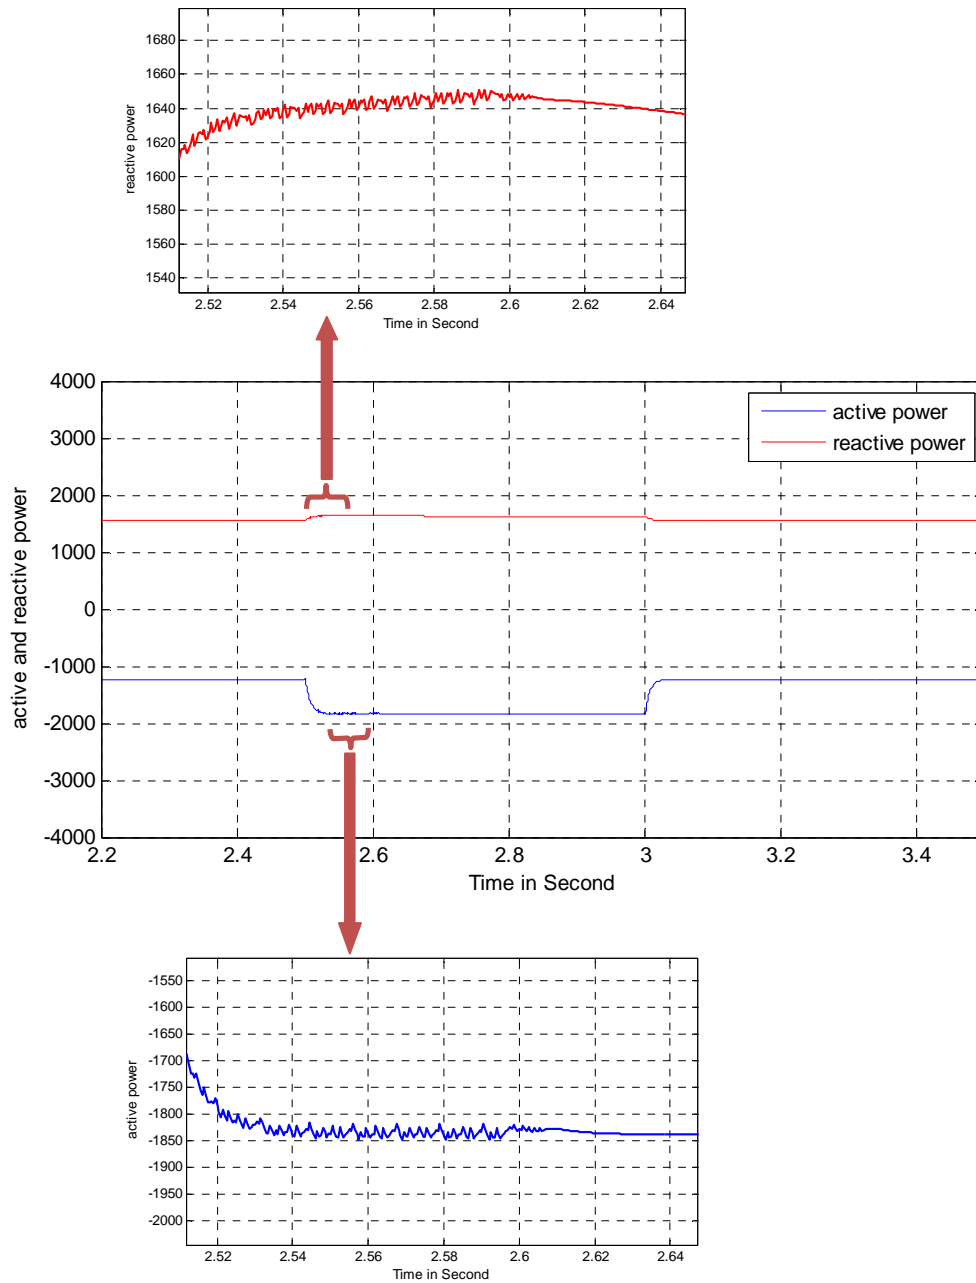 1680
1660
1640
1620
1600
1580
1560
1540
reactive power
2.52 2.54 2.56 2.58 2.6 2.62 2.64
Time in Second
4000
3000
2000
1000
0
-1000
-2000
-3000
-4000
active and reactive power
active power
reactive power
2.2 2.4 2.6 2.8 3 3.2 3.4
Time in Second
-1550
-1600
-1650
-1700
-1750
-1800
-1850
-1900
-1950
-2000
active power
2.52 2.54 2.56 2.58 2.6 2.62 2.64
Time in Second